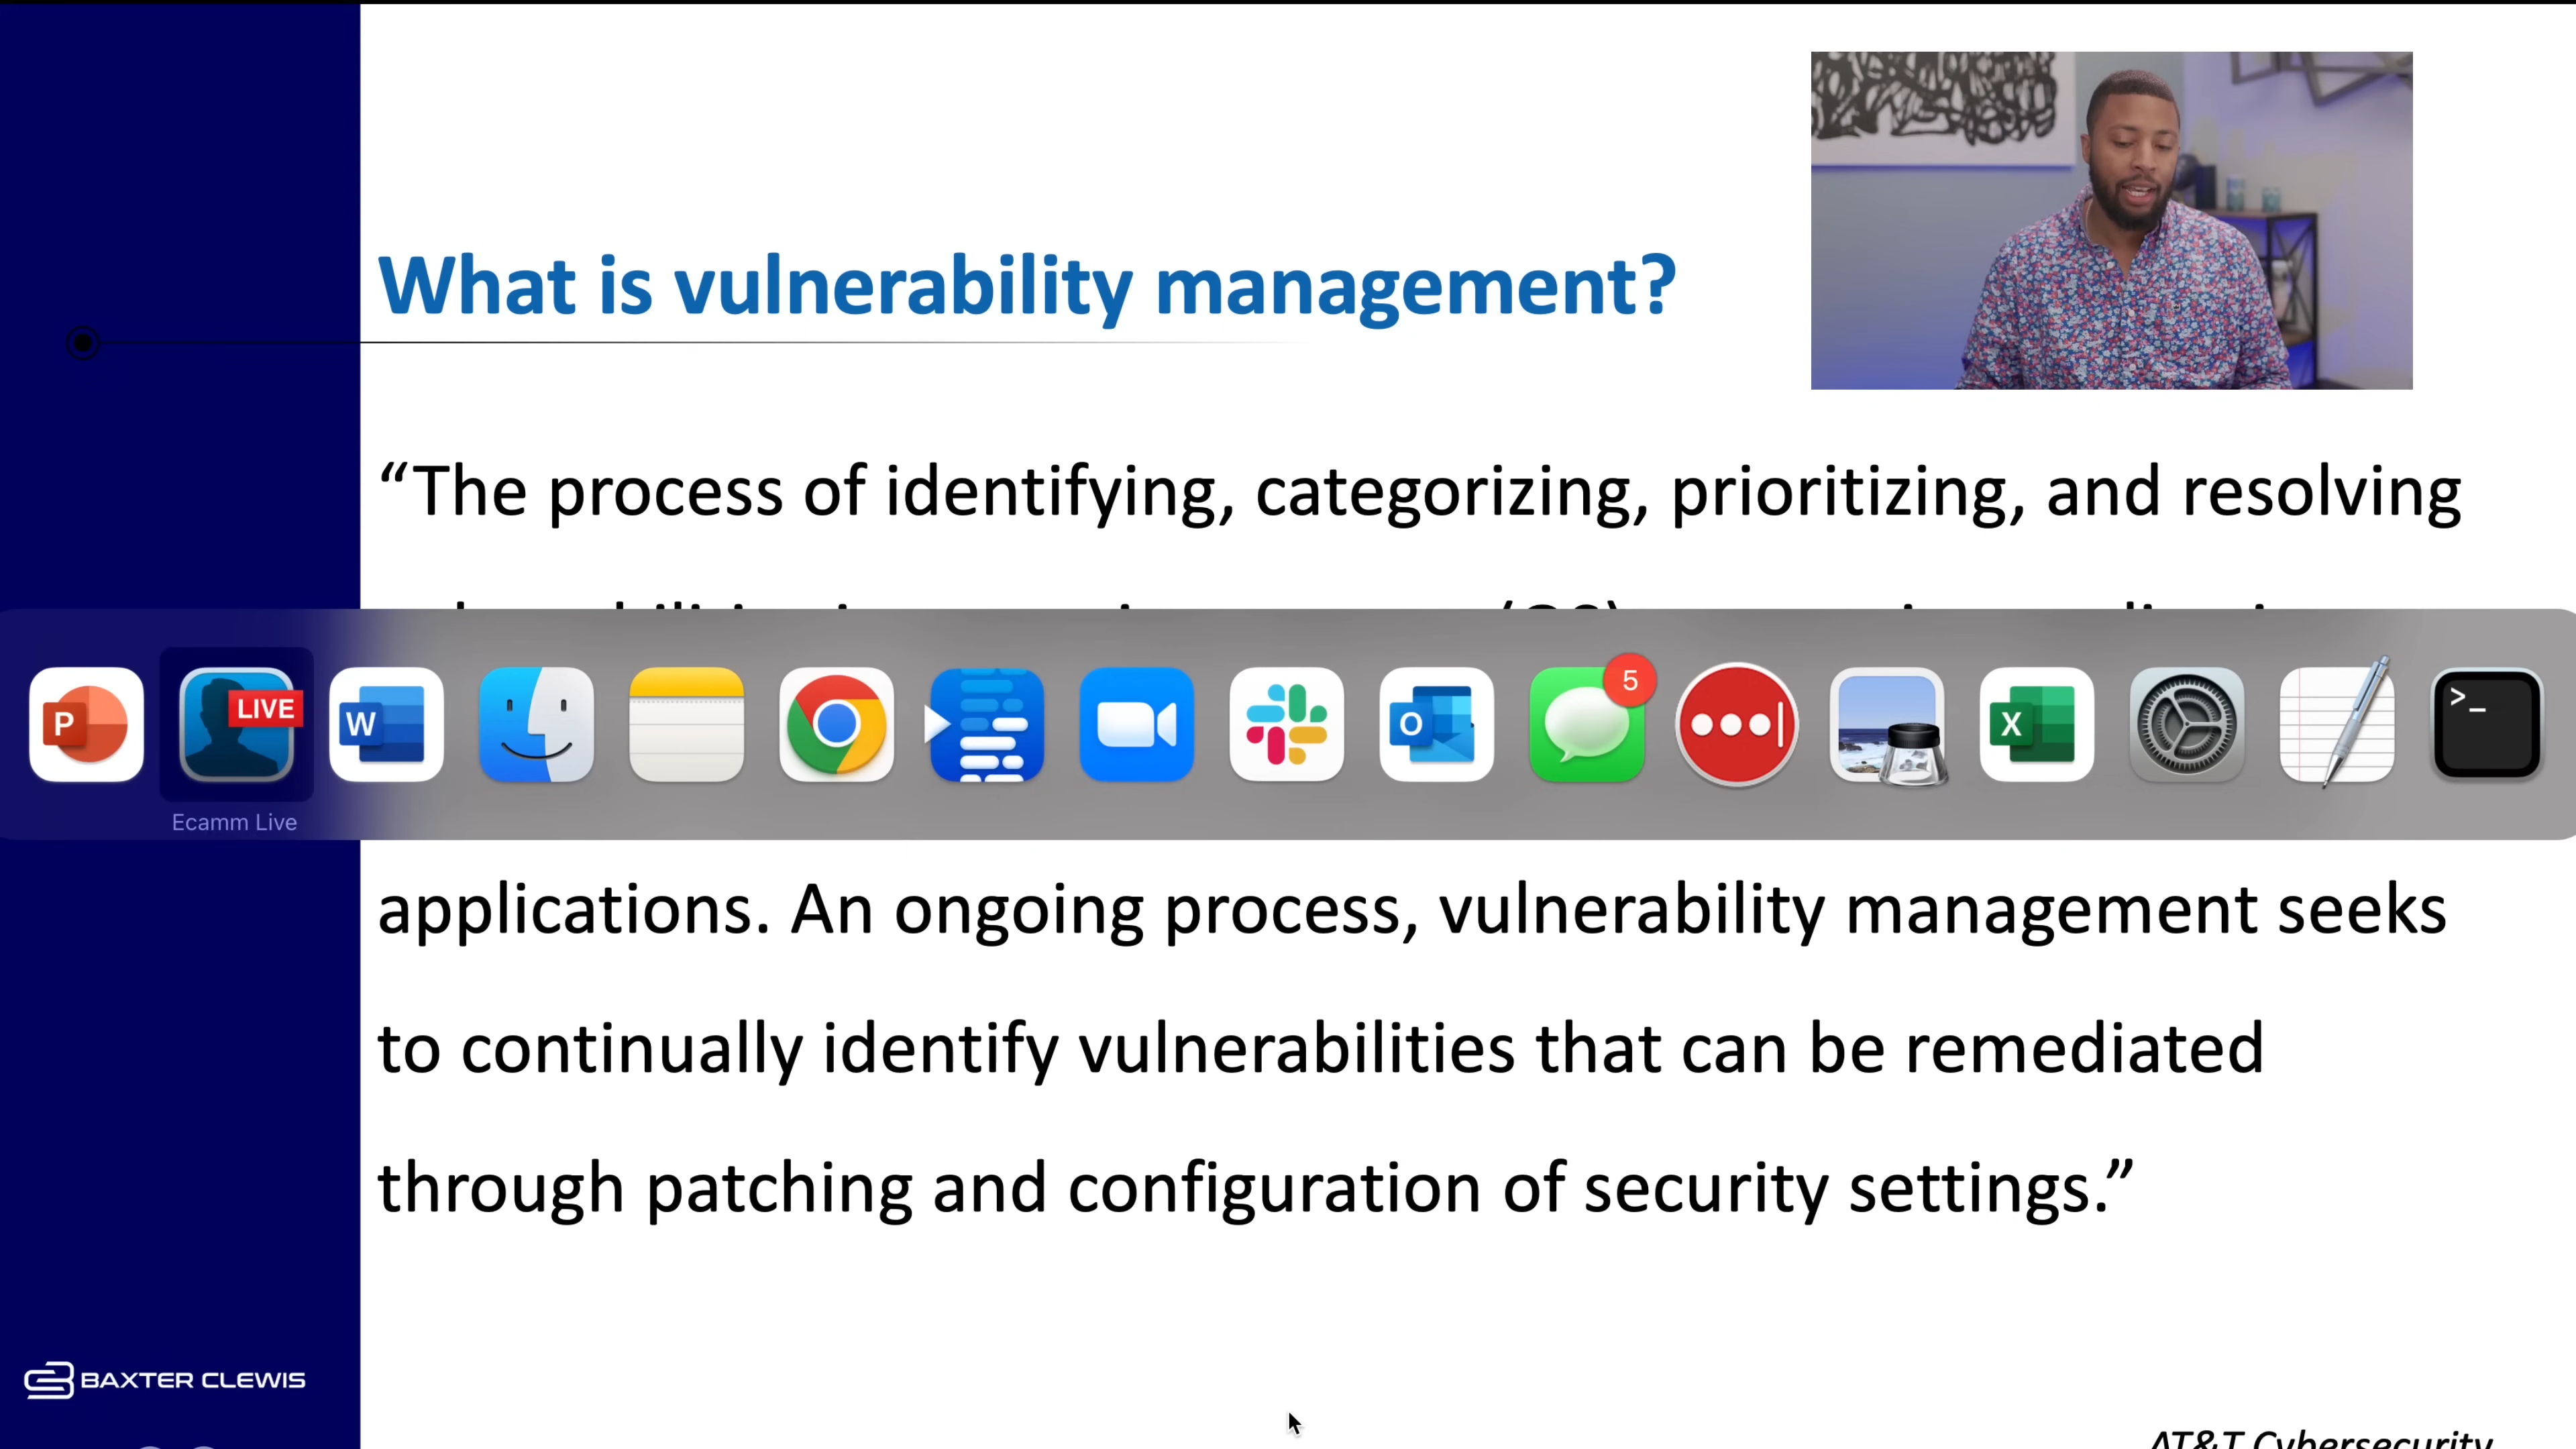 What is vulnerability management?
“The process of identifying, categorizing, prioritizing, and resolving
(OS)
P
LIVE
W
O
5
X
>_
Ecamm Live
applications. An ongoing process, vulnerability management seeks
to continually identify vulnerabilities that can be remediated
through patching and configuration of security settings.”
BAXTER CLEWIS
AT&T Cybersecurity